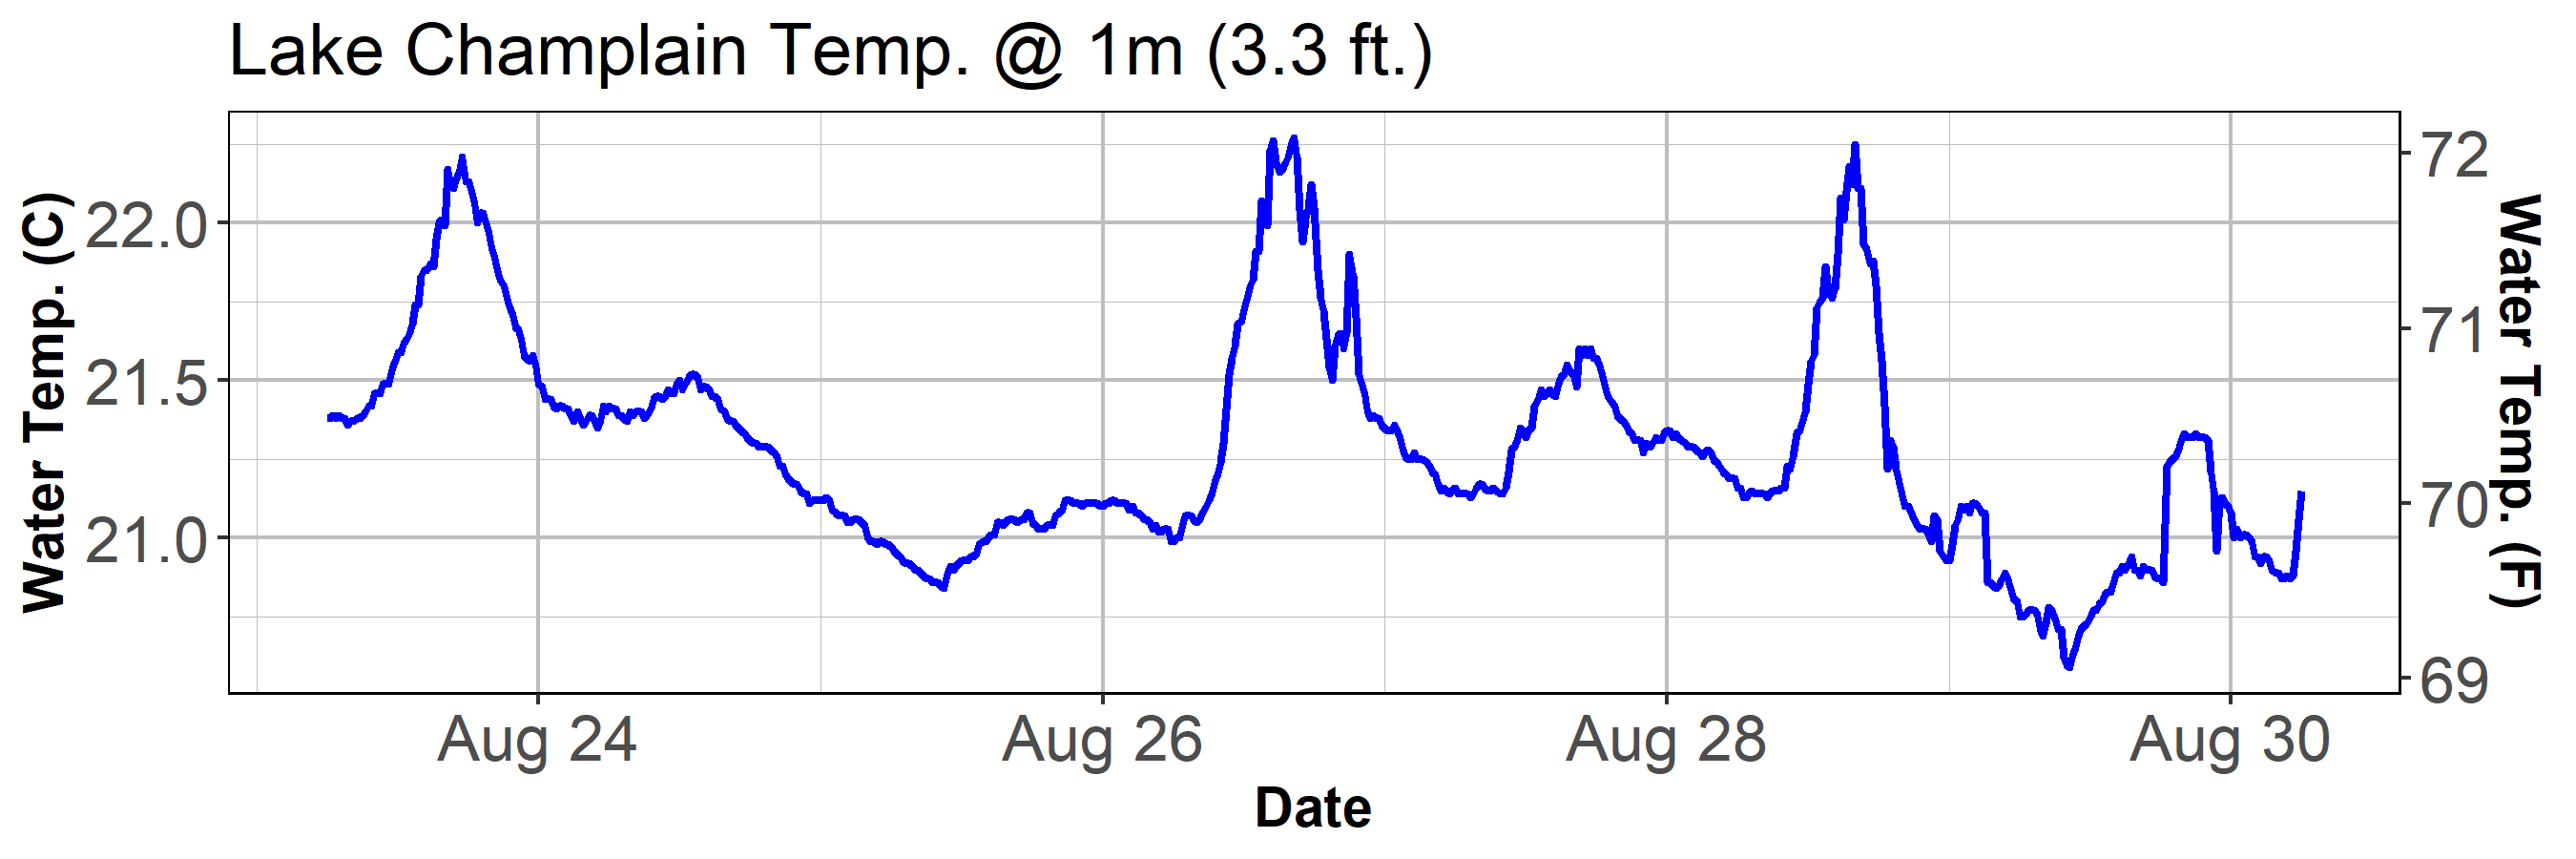 Lake Champlain Temp. @ 1m (3.3 ft.)
Water Temp. (C)
22.0
21.5
21.0
72
71
70
69
Water Temp. (F)
Aug 24
Aug 26
Aug 28
Aug 30
Date